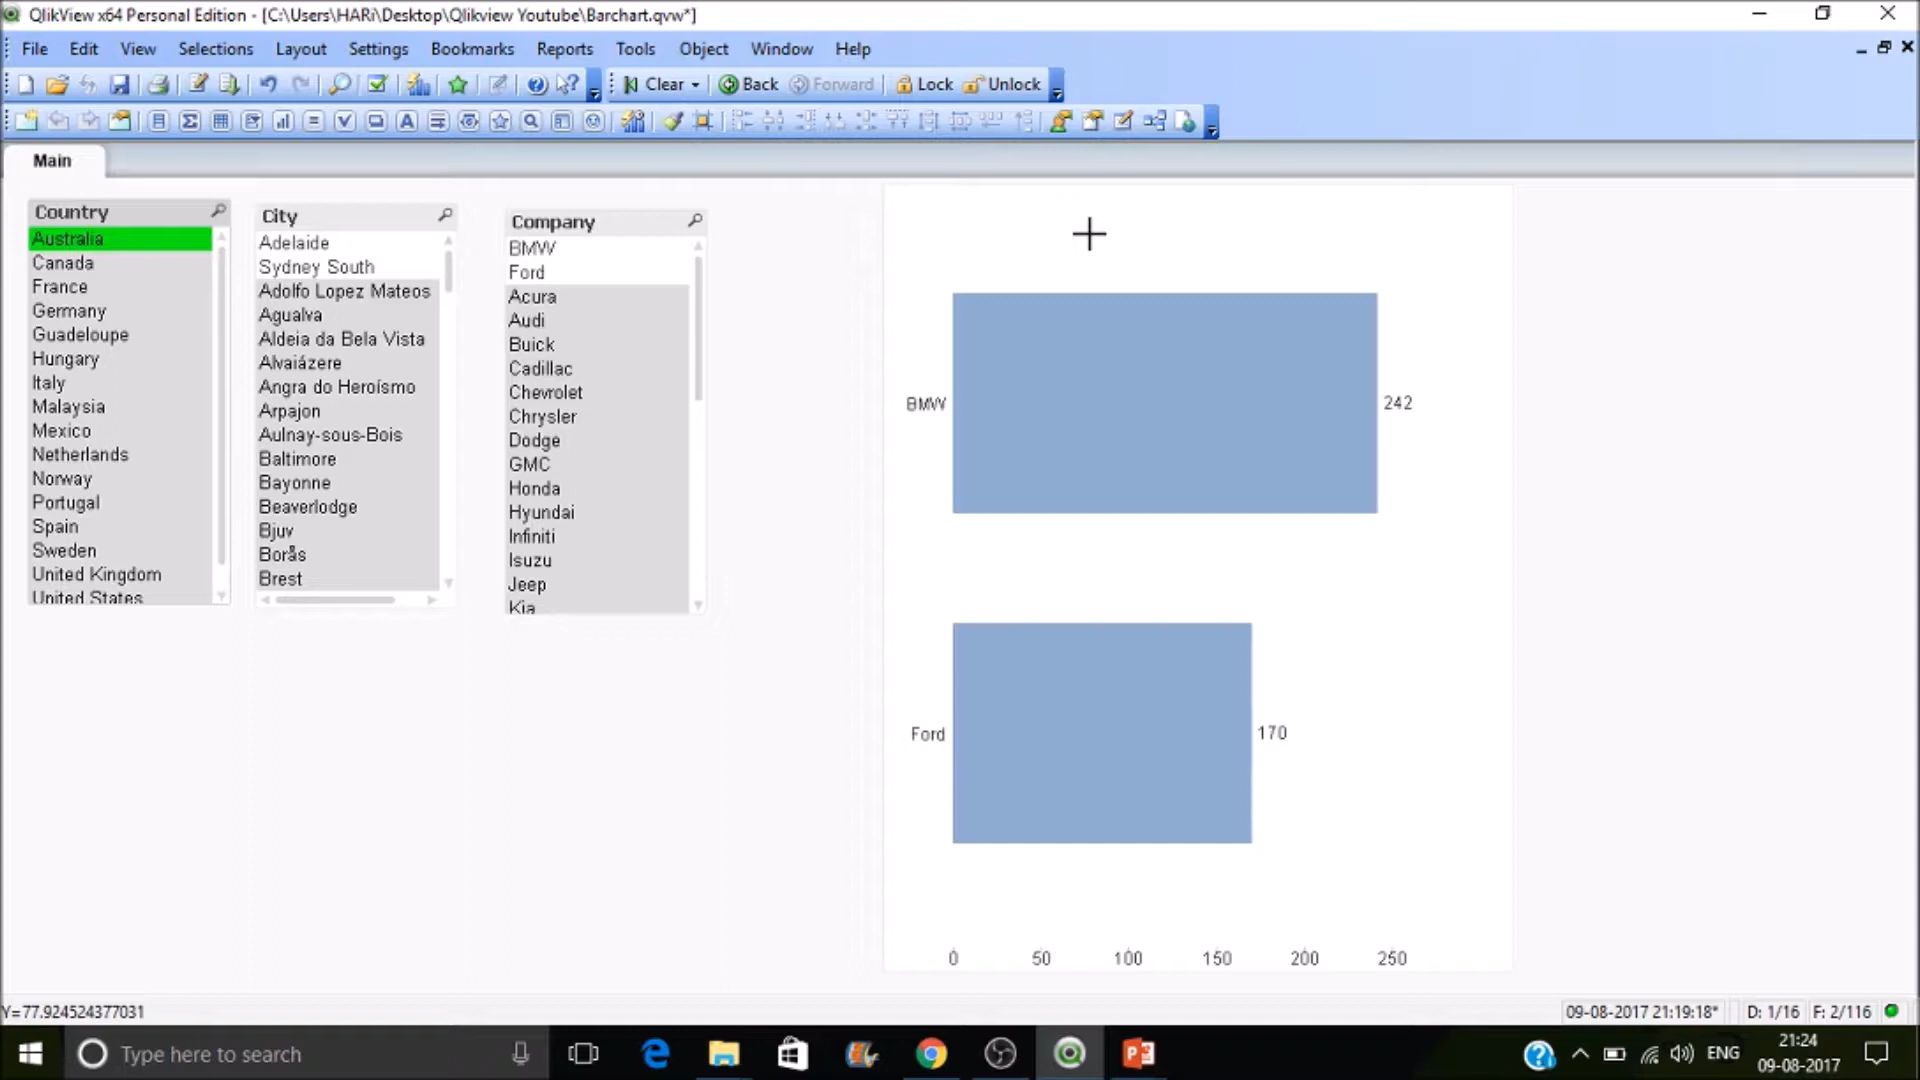 QlikView x64 Personal Edition - [C:\Users\HARi\Desktop\Qlikview Youtube\Barchart.qvw*]
File Edit View Selections Layout Settings Bookmarks Reports Tools Object Window Help
Clear Back Forward Lock Unlock
Main
Country
Australia
Canada
France
Germany
Guadeloupe
Hungary
Italy
Malaysia
Mexico
Netherlands
Norway
Portugal
Spain
Sweden
United Kingdom
United States
City
Adelaide
Sydney South
Adolfo Lopez Mateos
Agualva
Aldeia da Bela Vista
Alvaiázere
Angra do Heroísmo
Arpajon
Aulnay-sous-Bois
Baltimore
Bayonne
Beaverlodge
Bjuv
Borås
Brest
Company
BMW
Ford
Acura
Audi
Buick
Cadillac
Chevrolet
Chrysler
Dodge
GMC
Honda
Hyundai
Infiniti
Isuzu
Jeep
Kia
BMW 242
Ford 170
0 50 100 150 200 250
Y=77.924524377031
09-08-2017 21:19:18* D: 1/16 F: 2/116
Type here to search
ENG
21:24
09-08-2017